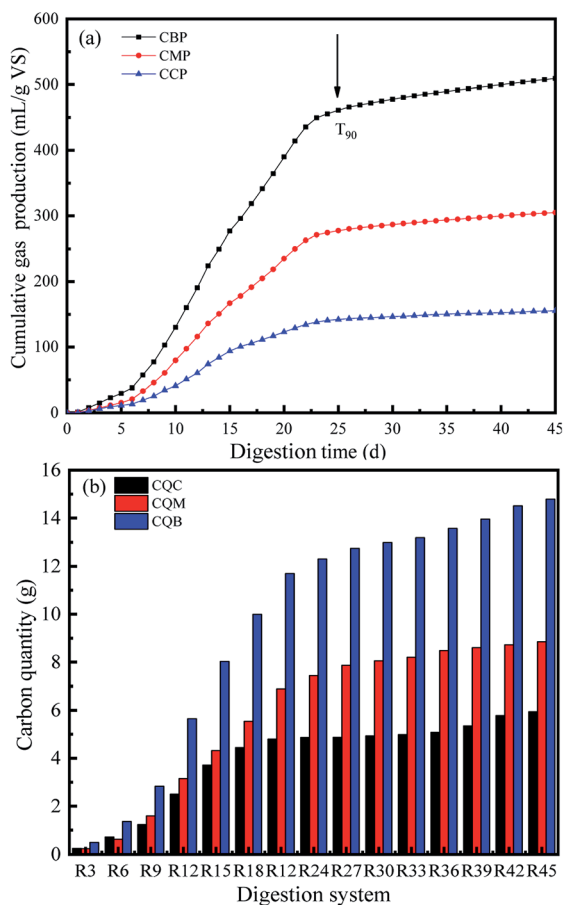 (a)
CBP
CMP
CCP
T90
Cumulative gas production (mL/g VS)
600
500
400
300
200
100
0
0 5 10 15 20 25 30 35 40 45
Digestion time (d)
(b)
CQC
CQM
CQB
Carbon quantity (g)
16
14
12
10
8
6
4
2
0
R3 R6 R9 R12 R15 R18 R12 R24 R27 R30 R33 R36 R39 R42 R45
Digestion system